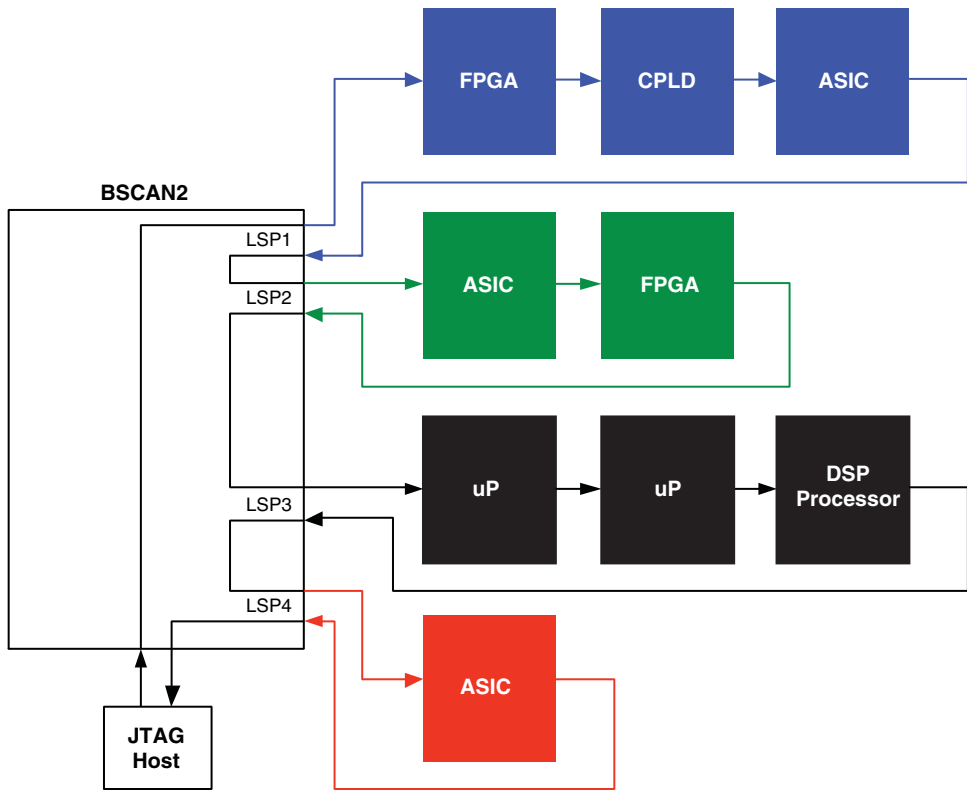 FPGA
CPLD
ASIC
BSCAN2
LSP1
ASIC
FPGA
LSP2
uP
uP
DSP
Processor
LSP3
LSP4
ASIC
JTAG
Host